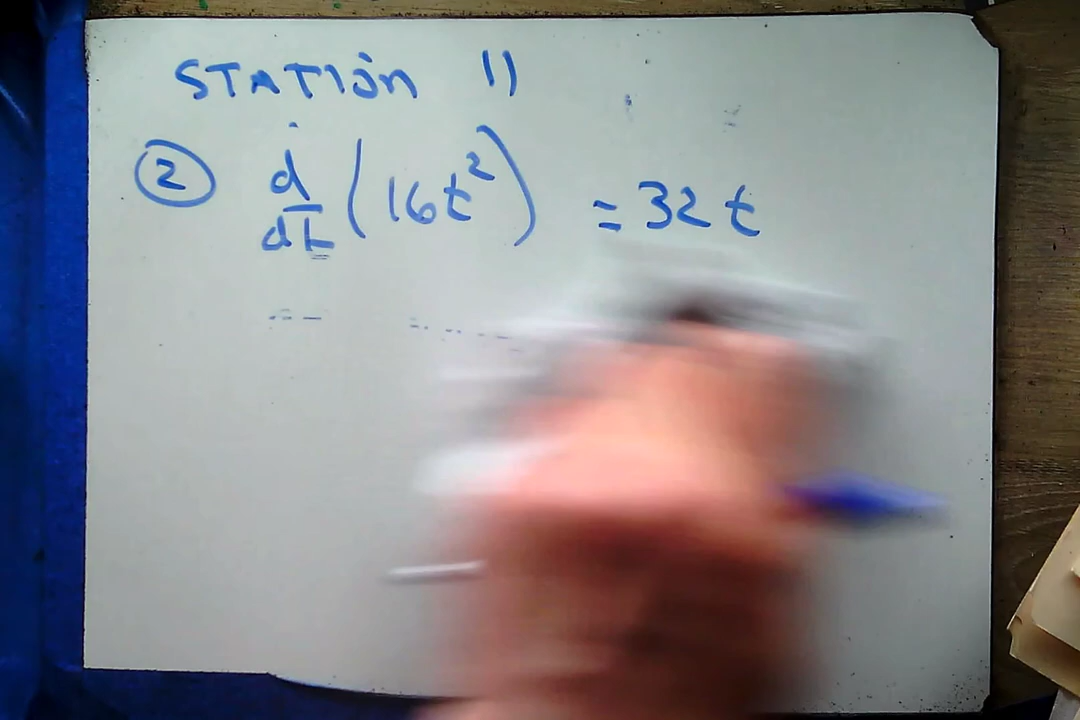 STATION 11
② d/dt (16t²) = 32t